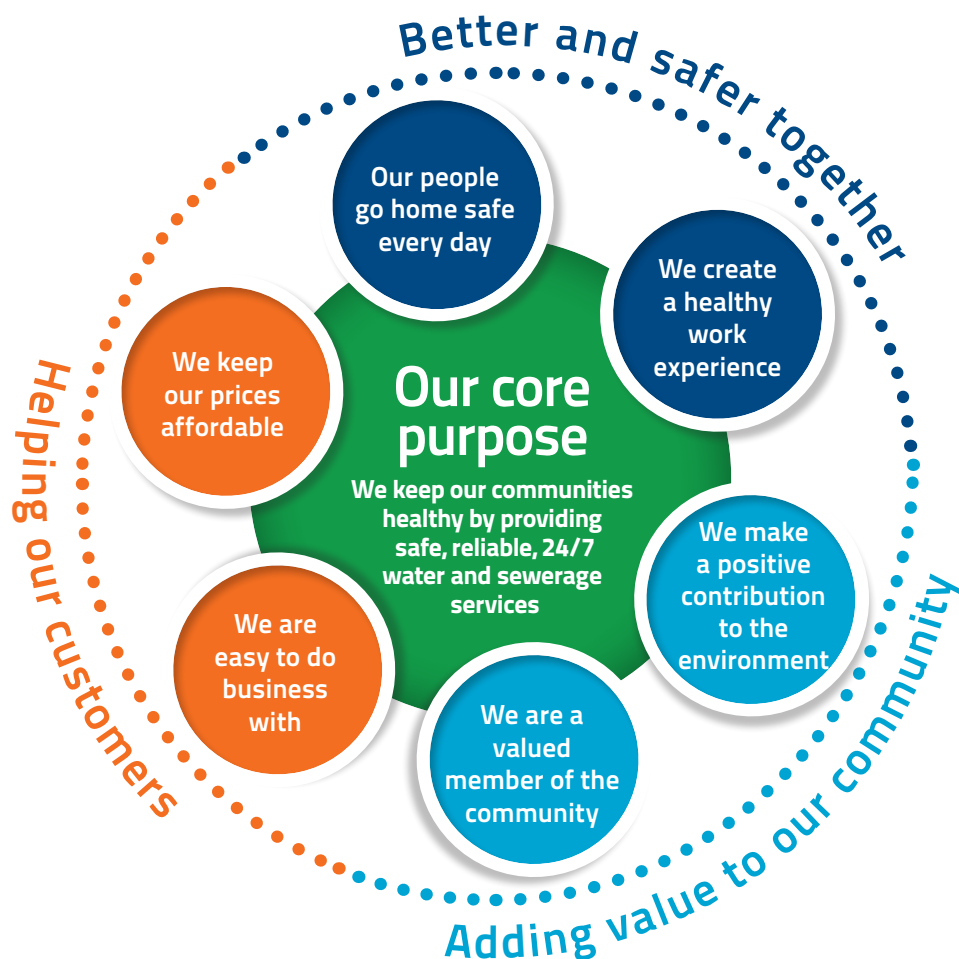 Better and safer together
Our people
go home safe
every day
We create
a healthy
work
experience
We keep
our prices
affordable
Our core
purpose
We keep our communities
healthy by providing
safe, reliable, 24/7
water and sewerage
services
We make
a positive
contribution
to the
environment
We are
easy to do
business
with
We are a
valued
member of the
community
Helping our customers
Adding value to our community